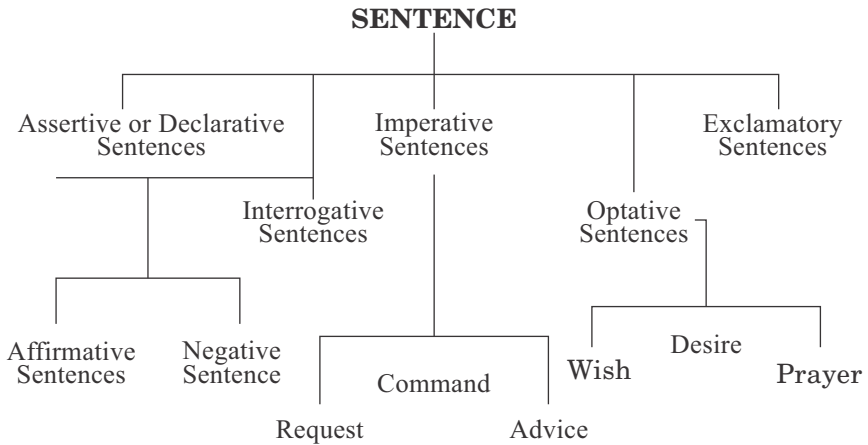 SENTENCE
Assertive or Declarative
Sentences
Imperative
Sentences
Exclamatory
Sentences
Interrogative
Sentences
Optative
Sentences
Affirmative
Sentences
Negative
Sentence
Command
Request
Advice
Wish
Desire
Prayer